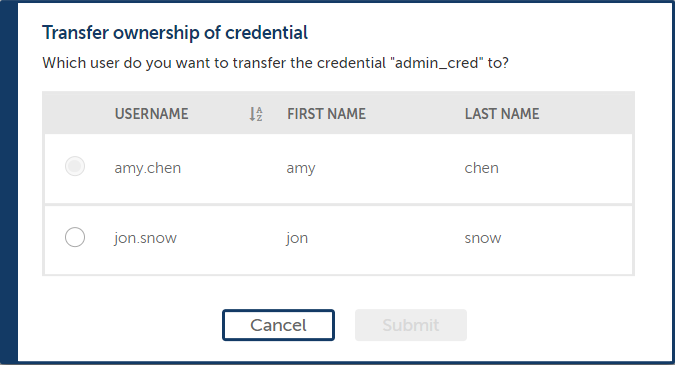 Transfer ownership of credential
Which user do you want to transfer the credential "admin_cred" to?
USERNAME AZ FIRST NAME LAST NAME
amy.chen amy chen
jon.snow jon snow
Cancel Submit